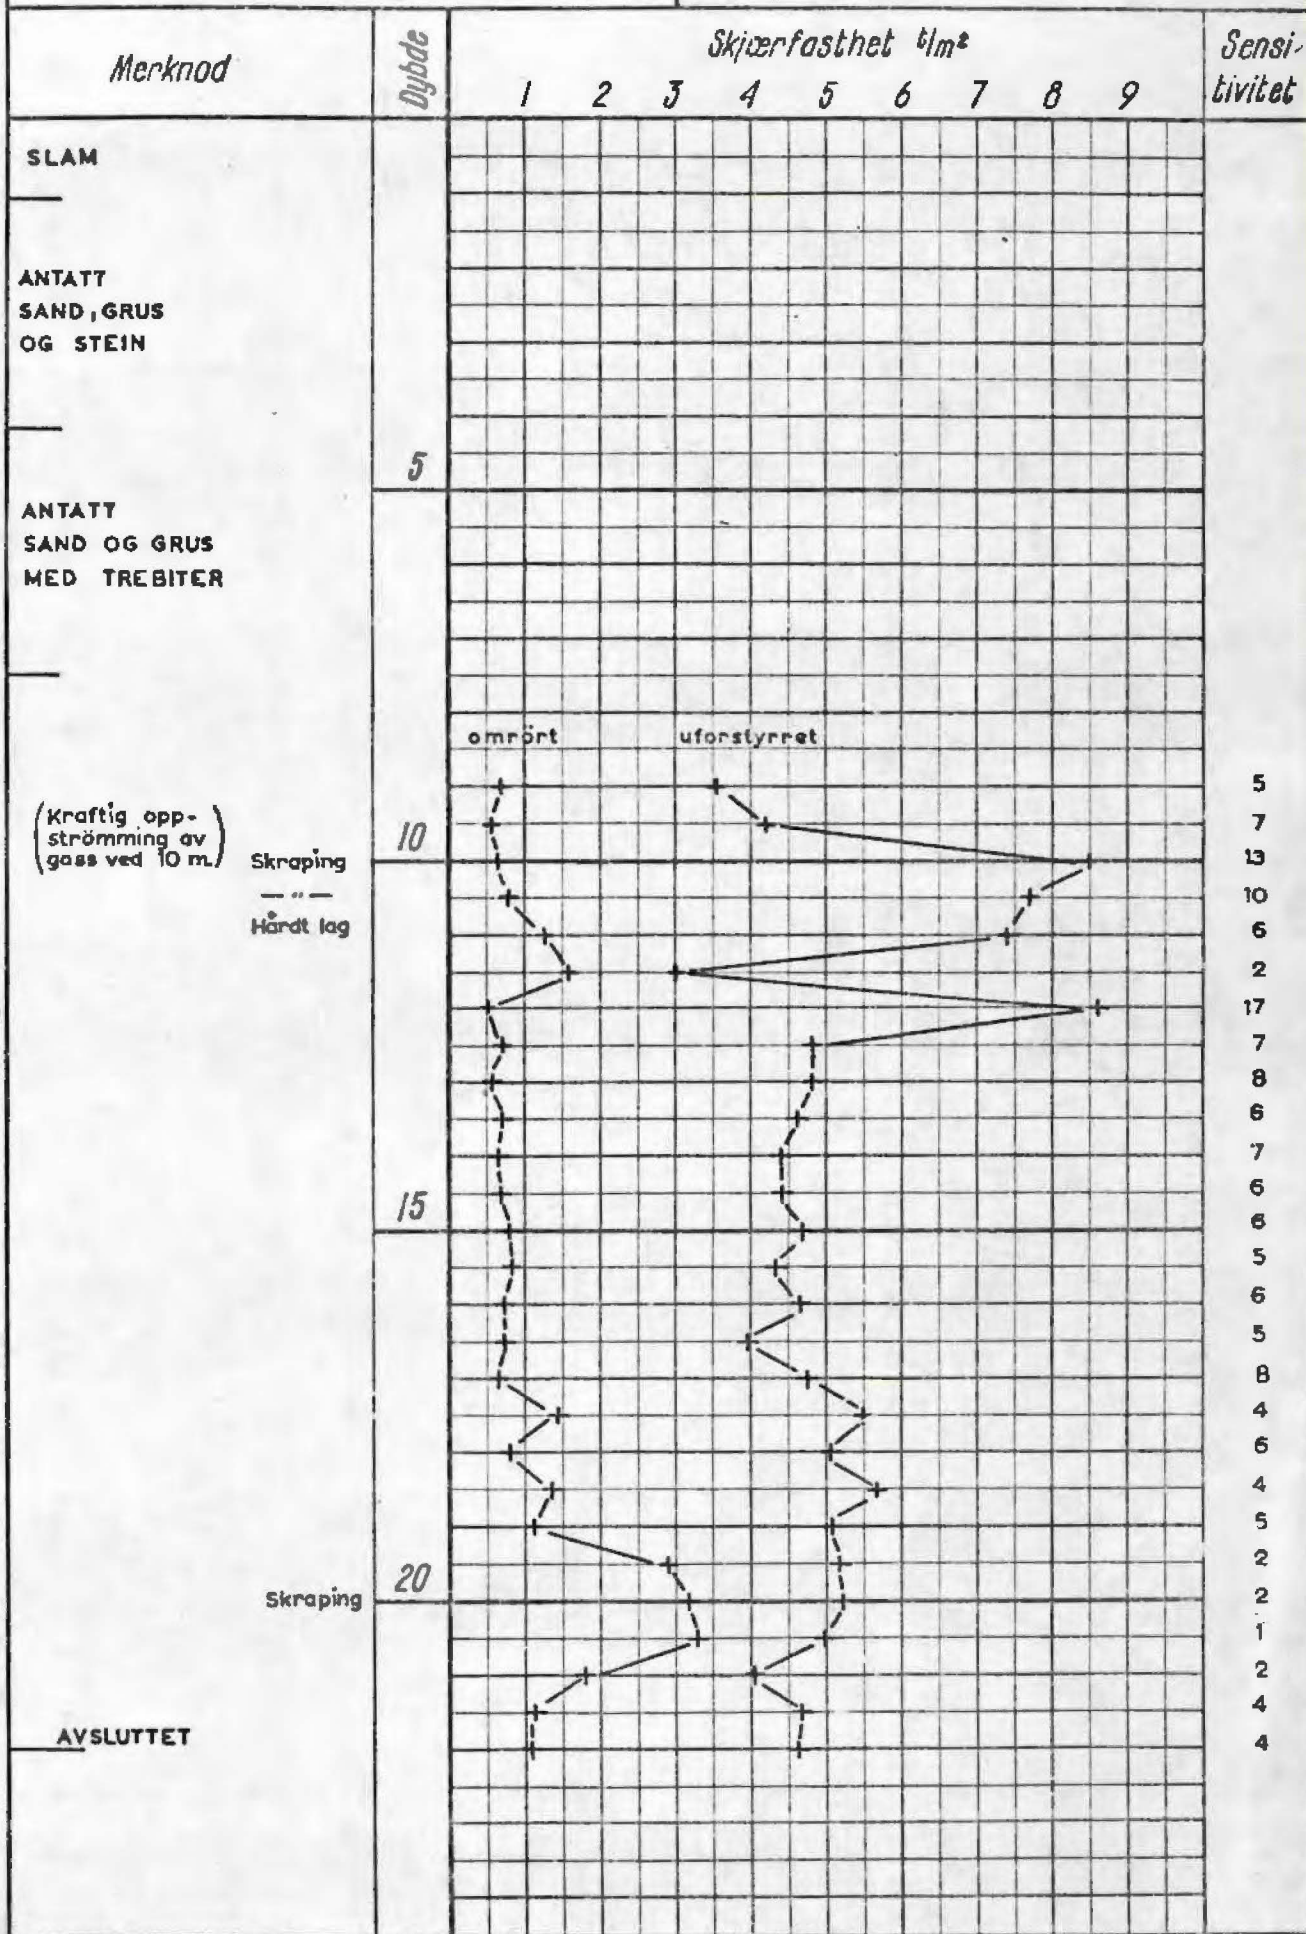 Merknad
Dybde
Skjærfasthet t/m²
Sensi-
tivitet
1 2 3 4 5 6 7 8 9
SLAM
ANTATT
SAND, GRUS
OG STEIN
5
ANTATT
SAND OG GRUS
MED TREBITER
omrört uforstyrret
5
7
(Kraftig opp-
strömming av
gass ved 10 m.)
10
Skraping
13
— " —
10
Hårdt lag
6
2
17
7
8
6
7
6
15
6
5
6
5
8
4
6
4
5
2
Skraping
20
2
1
2
4
AVSLUTTET
4